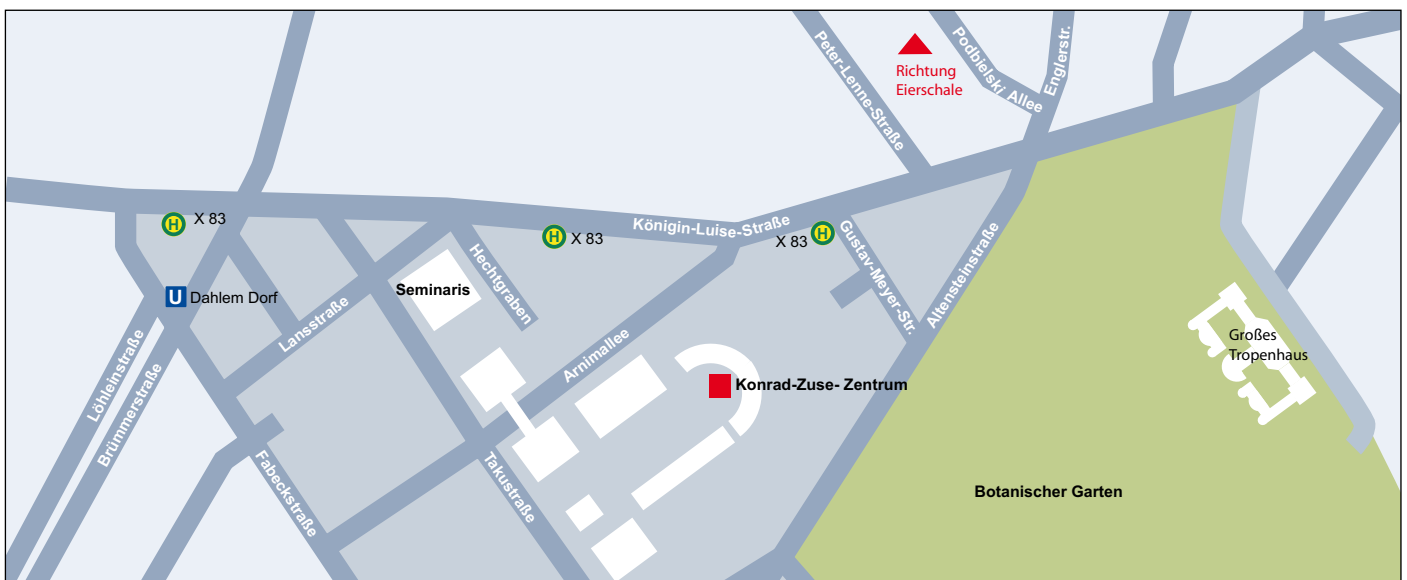 Peter-Lenne-Straße
Richtung
Eierschale
Podbielski Allee
Englerstr.
H X 83
Königin-Luise-Straße
H X 83
X 83 H
Gustav-Meyer-Str.
Altensteinstraße
Hechtgraben
Seminaris
U Dahlem Dorf
Lansstraße
Arnimallee
Großes
Tropenhaus
Löhleinstraße
Brümmerstraße
Konrad-Zuse- Zentrum
Fabeckstraße
Takustraße
Botanischer Garten